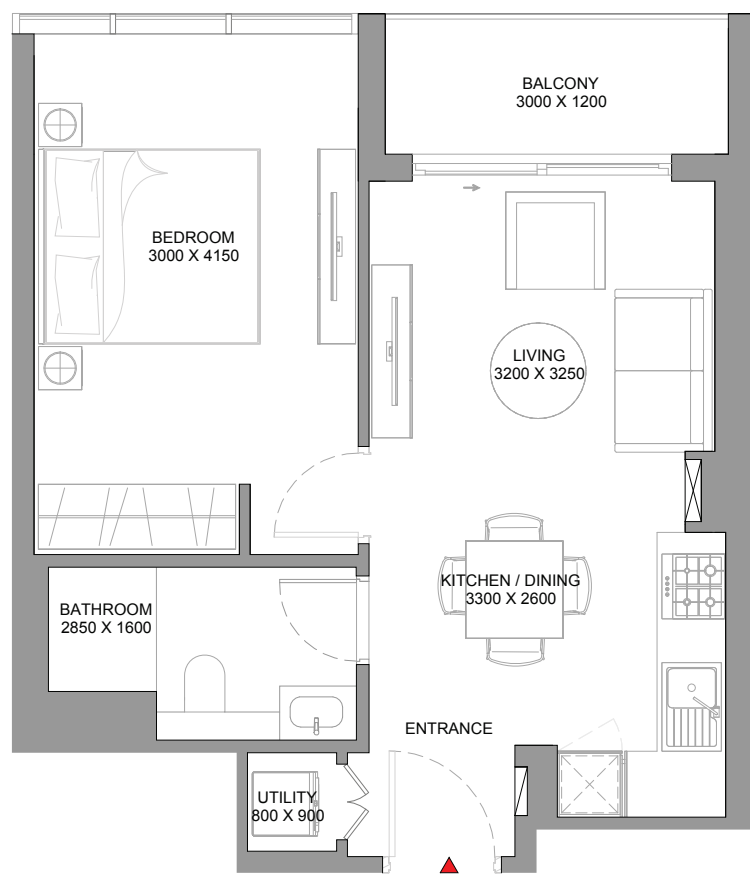 BALCONY
3000 X 1200
BEDROOM
3000 X 4150
LIVING
3200 X 3250
KITCHEN / DINING
3300 X 2600
BATHROOM
2850 X 1600
ENTRANCE
UTILITY
800 X 900